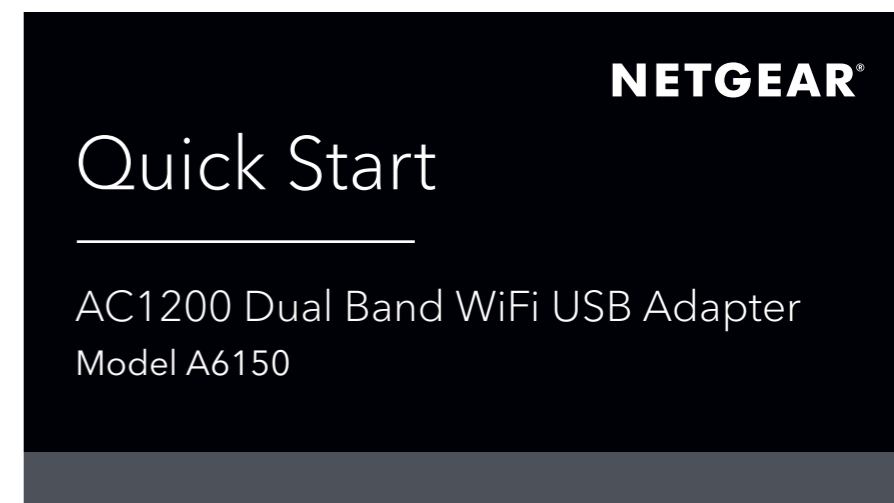 NETGEAR®
Quick Start
AC1200 Dual Band WiFi USB Adapter
Model A6150